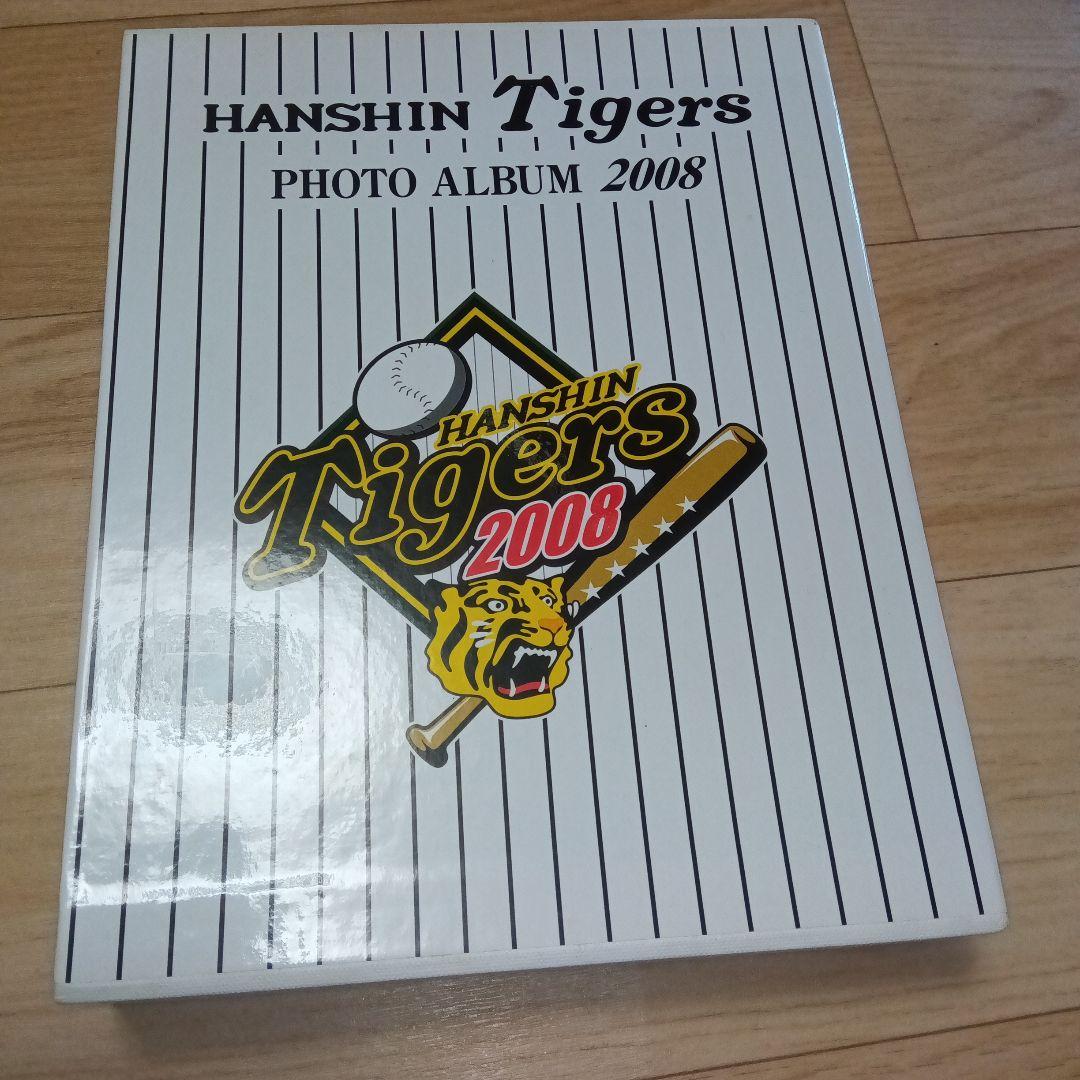 HANSHIN Tigers
PHOTO ALBUM 2008
HANSHIN
Tigers
2008